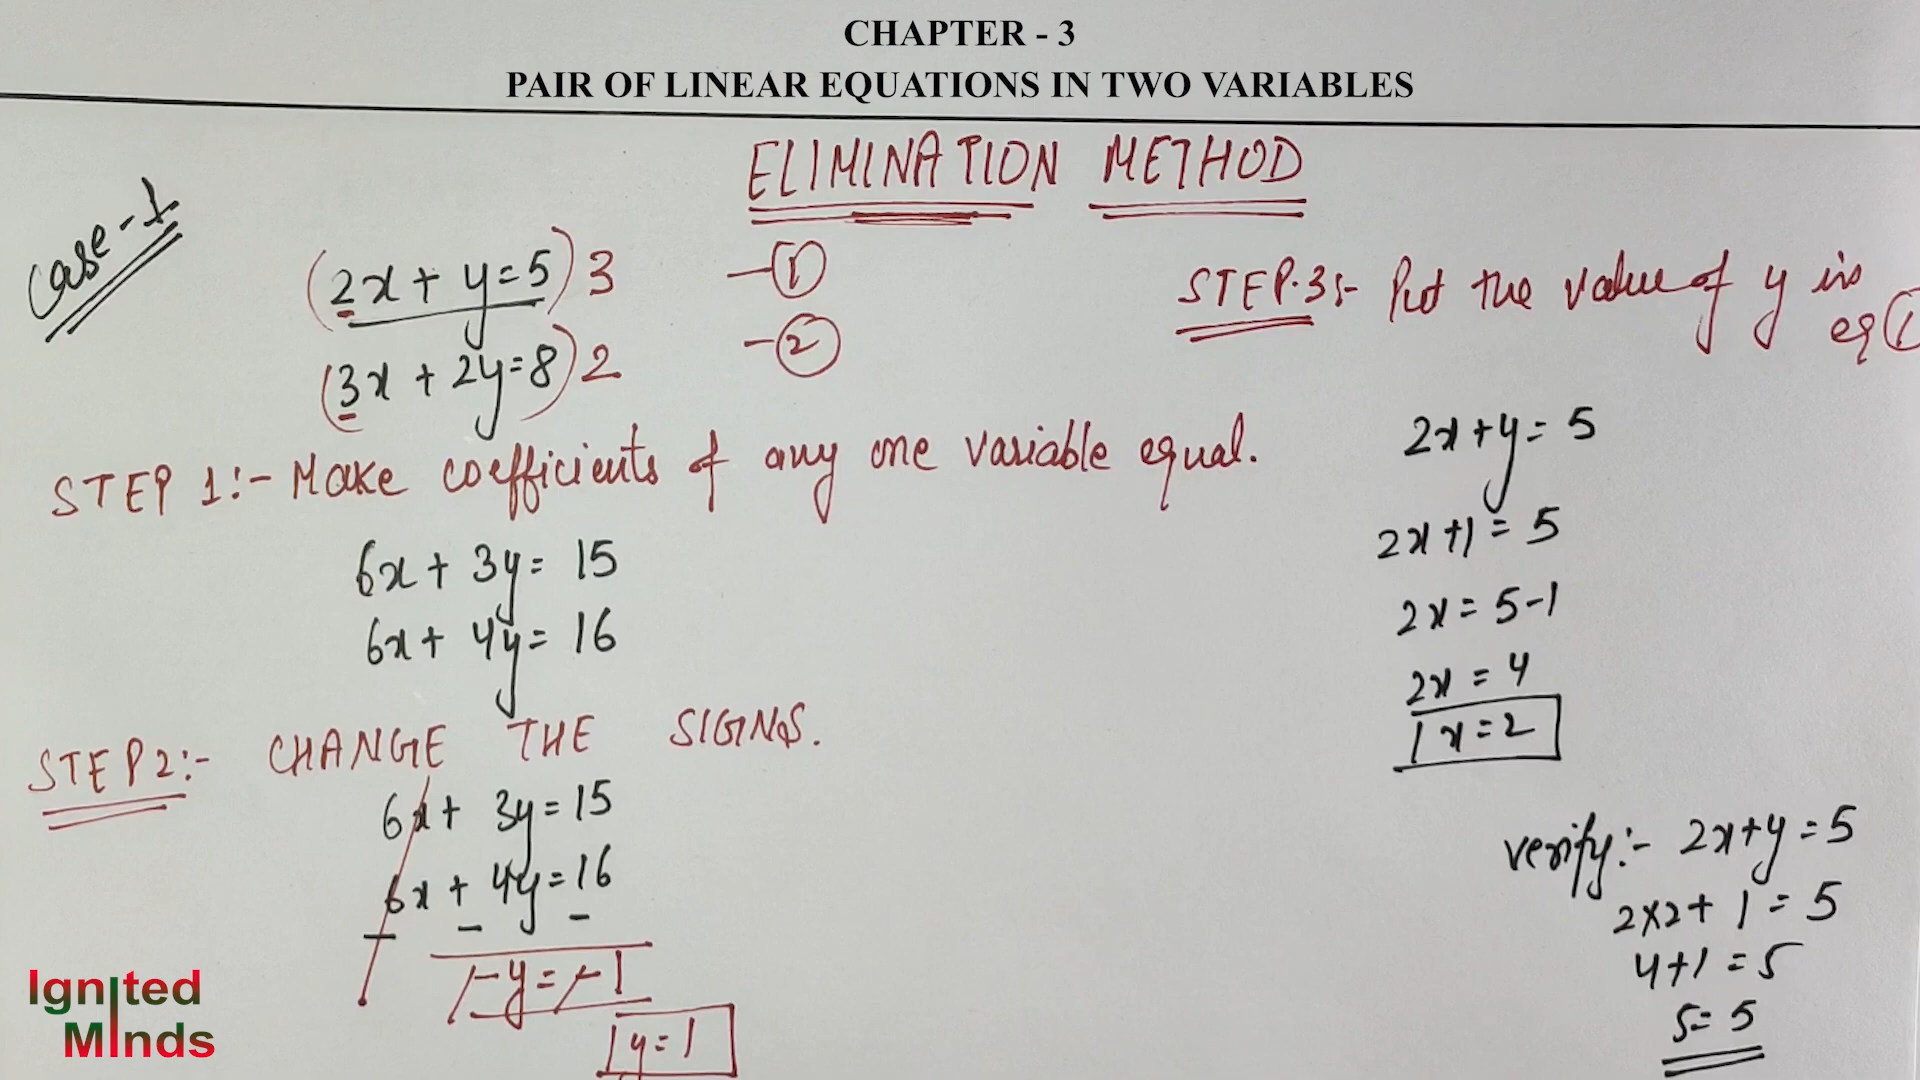 CHAPTER - 3
PAIR OF LINEAR EQUATIONS IN TWO VARIABLES
ELIMINATION METHOD
Case-1
(2x + y = 5) 3 —①
(3x + 2y = 8) 2 —②
STEP 1:- Make coefficients of any one variable equal.
6x + 3y = 15
6x + 4y = 16
STEP 2:- CHANGE THE SIGNS.
6x + 3y = 15
6x + 4y = 16
- - -
-y = -1
y = 1
STEP.3:- Put the value of y in
eq ①
2x + y = 5
2x + 1 = 5
2x = 5-1
2x = 4
x = 2
verify:- 2x + y = 5
2x2 + 1 = 5
4 + 1 = 5
5 = 5
Ignited
Minds